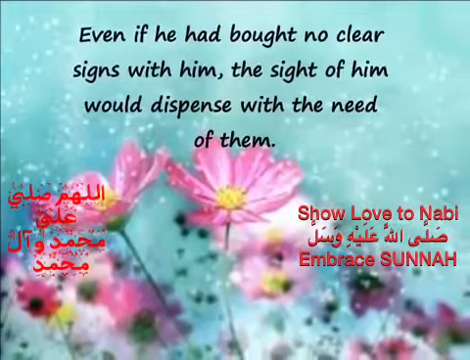 Even if he had bought no clear
signs with him, the sight of him
would dispense with the need
of them.
اللهم صلي
على
محمد وآل
محمد
Show Love to Nabi
صَلَّى اللَّهُ عَلَيْهِ وَسَلَّ
Embrace SUNNAH